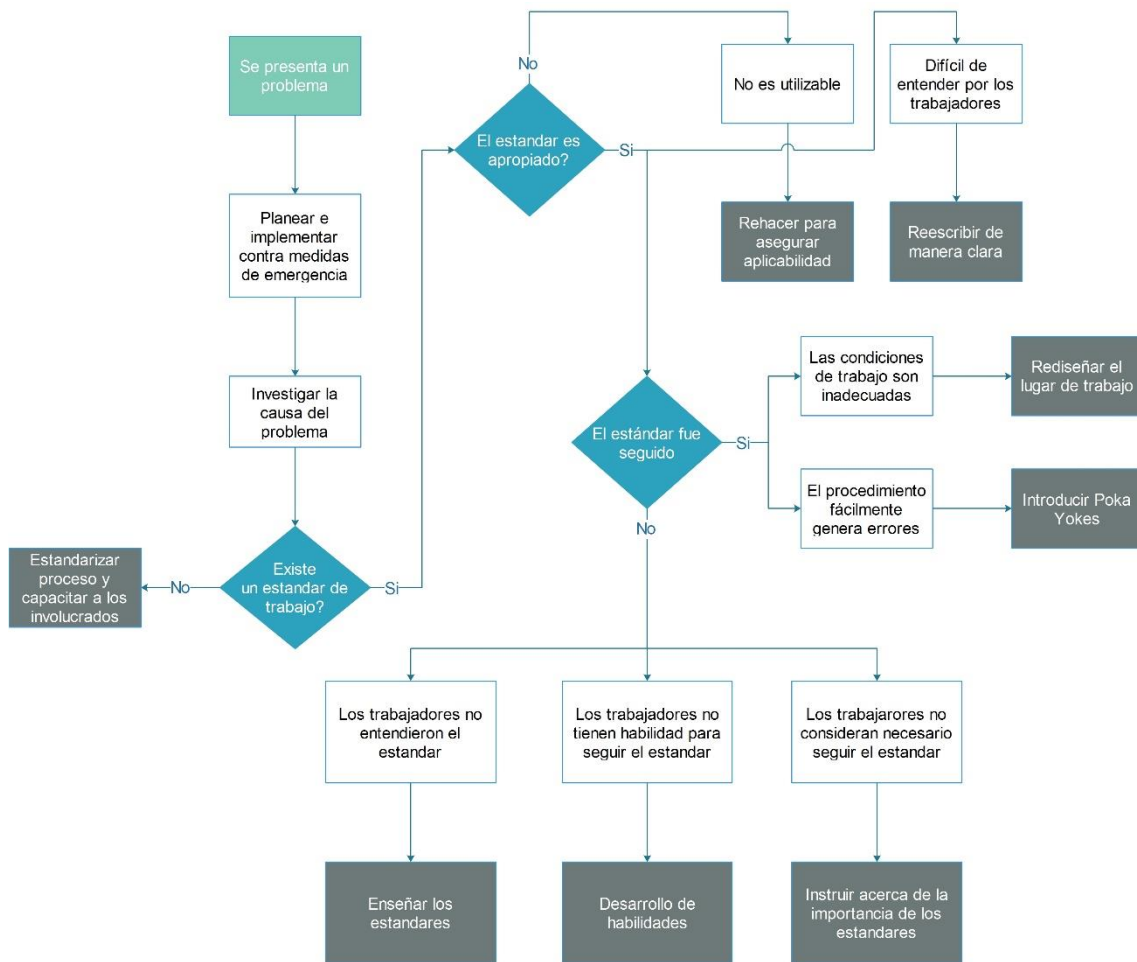 Se presenta un
problema
Planear e
implementar
contra medidas
de emergencia
Investigar la
causa del
problema
Existe
un estandar de
trabajo?
No
Estandarizar
proceso y
capacitar a los
involucrados
Si
El estandar es
apropiado?
No
No es utilizable
Rehacer para
asegurar
aplicabilidad
Si
Difícil de
entender por los
trabajadores
Reescribir de
manera clara
El estándar fue
seguido
Si
Las condiciones
de trabajo son
inadecuadas
Rediseñar el
lugar de trabajo
El procedimiento
fácilmente
genera errores
Introducir Poka
Yokes
No
Los trabajadores no
entendieron el
estandar
Los trabajadores no
tienen habilidad para
seguir el estandar
Los trabajarores no
consideran necesario
seguir el estandar
Enseñar los
estandares
Desarrollo de
habilidades
Instruir acerca de la
importancia de los
estandares